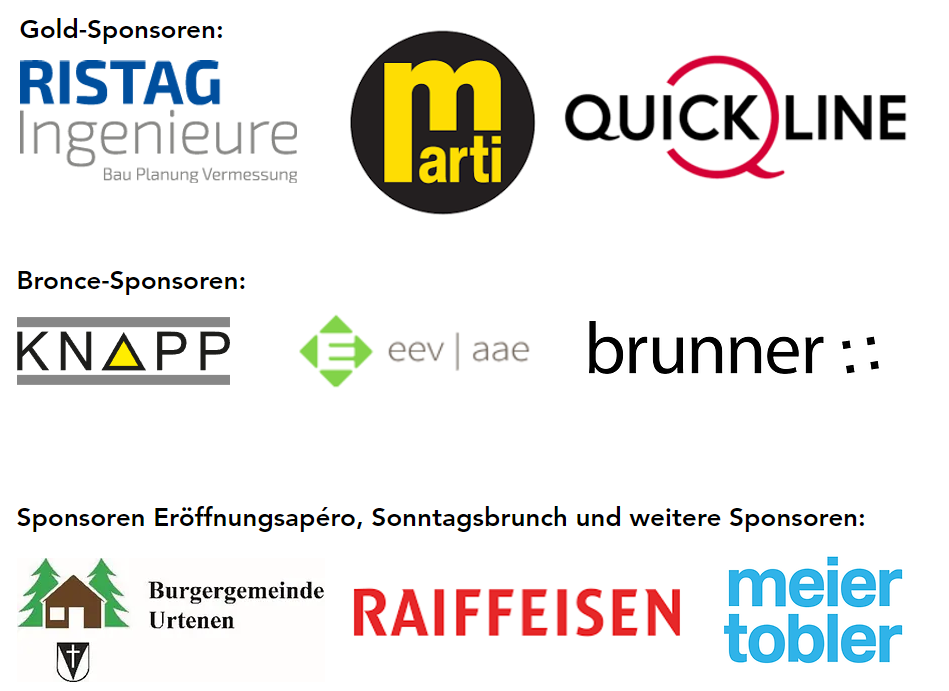 Gold-Sponsoren:
RISTAG
Ingenieure
Bau Planung Vermessung
marti
QUICKLINE
Bronce-Sponsoren:
KNAPP
E eev | aae
brunner ::
Sponsoren Eröffnungsapéro, Sonntagsbrunch und weitere Sponsoren:
Burgergemeinde
Urtenen
RAIFFEISEN
meier
tobler